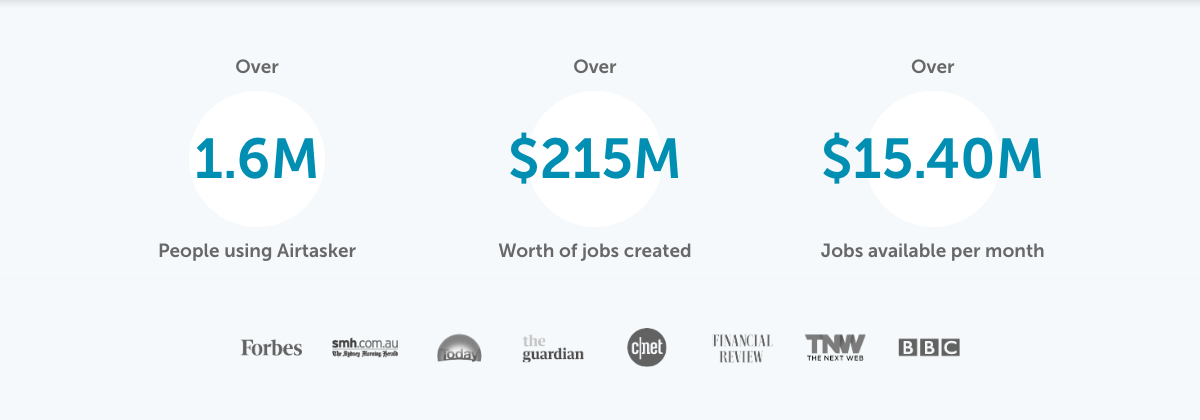 Over
Over
Over
1.6M
$215M
$15.40M
People using Airtasker
Worth of jobs created
Jobs available per month
Forbes
smh.com.au
The Sydney Morning Herald
Today
the
guardian
c|net
FINANCIAL
REVIEW
TNW
THE NEXT WEB
BBC